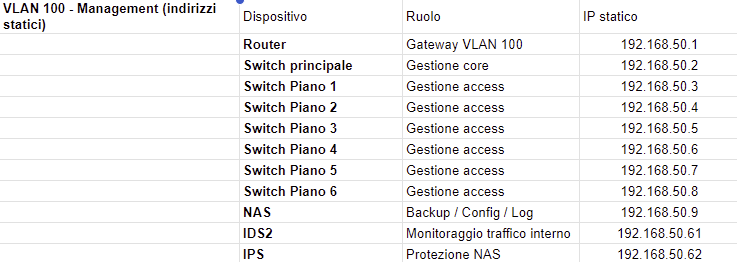 VLAN 100 - Management (indirizzi statici) Dispositivo Ruolo IP statico
Router Gateway VLAN 100 192.168.50.1
Switch principale Gestione core 192.168.50.2
Switch Piano 1 Gestione access 192.168.50.3
Switch Piano 2 Gestione access 192.168.50.4
Switch Piano 3 Gestione access 192.168.50.5
Switch Piano 4 Gestione access 192.168.50.6
Switch Piano 5 Gestione access 192.168.50.7
Switch Piano 6 Gestione access 192.168.50.8
NAS Backup / Config / Log 192.168.50.9
IDS2 Monitoraggio traffico interno 192.168.50.61
IPS Protezione NAS 192.168.50.62